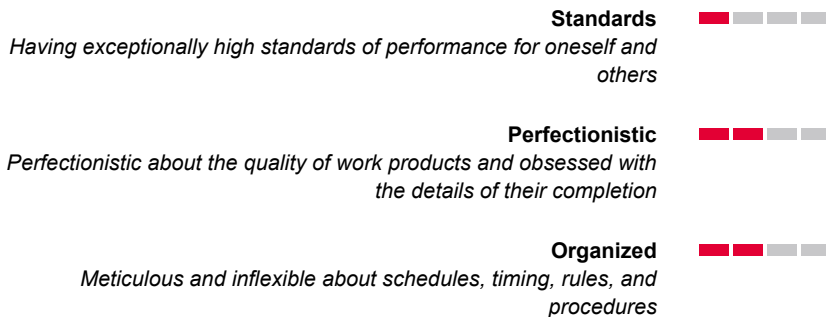 Standards
Having exceptionally high standards of performance for oneself and
others
Perfectionistic
Perfectionistic about the quality of work products and obsessed with
the details of their completion
Organized
Meticulous and inflexible about schedules, timing, rules, and
procedures